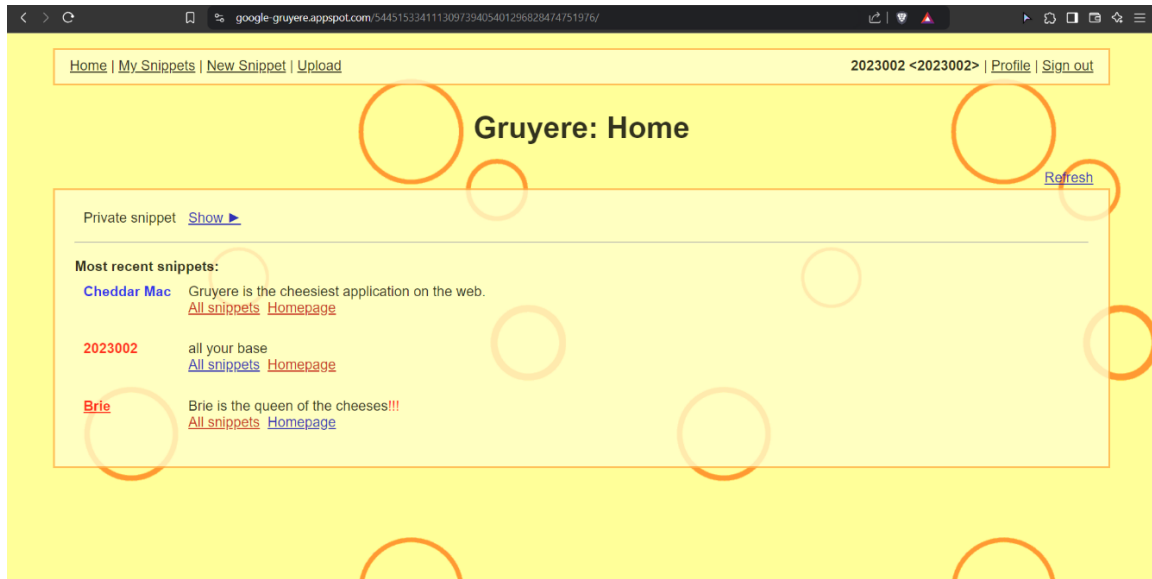 google-gruyere.appspot.com/544515334111309739405401296828474751976/
Home | My Snippets | New Snippet | Upload
2023002 <2023002> | Profile | Sign out
Gruyere: Home
Refresh
Private snippet Show ►
Most recent snippets:
Cheddar Mac Gruyere is the cheesiest application on the web.
All snippets Homepage
2023002 all your base
All snippets Homepage
Brie Brie is the queen of the cheeses!!!
All snippets Homepage